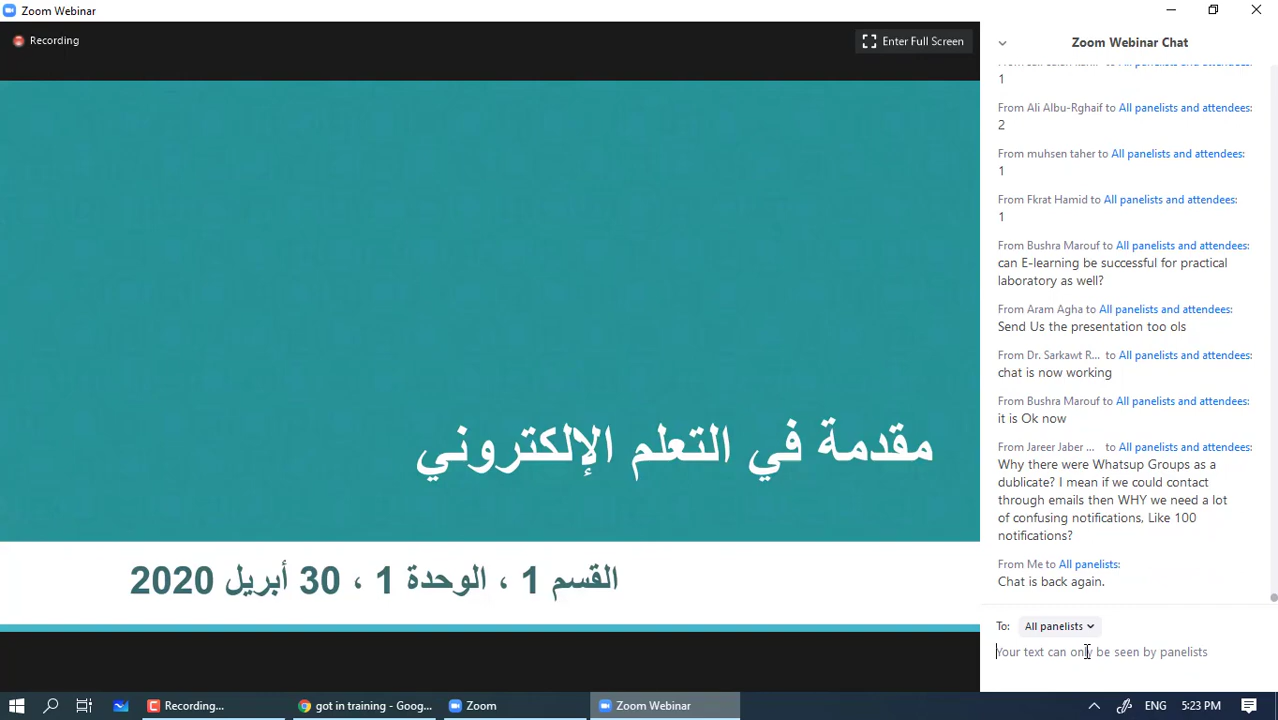 Zoom Webinar
Recording
Enter Full Screen
مقدمة في التعلم الإلكتروني
القسم 1 ، الوحدة 1 ، 30 أبريل 2020
Zoom Webinar Chat
All panelists and attendees:
1
From Ali Albu-Rghaif to All panelists and attendees:
2
From muhsen taher to All panelists and attendees:
1
From Fkrat Hamid to All panelists and attendees:
1
From Bushra Marouf to All panelists and attendees:
can E-learning be successful for practical
laboratory as well?
From Aram Agha to All panelists and attendees:
Send Us the presentation too ols
From Dr. Sarkawt R... to All panelists and attendees:
chat is now working
From Bushra Marouf to All panelists and attendees:
it is Ok now
From Jareer Jaber ... to All panelists and attendees:
Why there were Whatsup Groups as a
dublicate? I mean if we could contact
through emails then WHY we need a lot
of confusing notifications, Like 100
notifications?
From Me to All panelists:
Chat is back again.
To: All panelists
Your text can only be seen by panelists
Recording... got in training - Googl... Zoom Zoom Webinar 5:23 PM